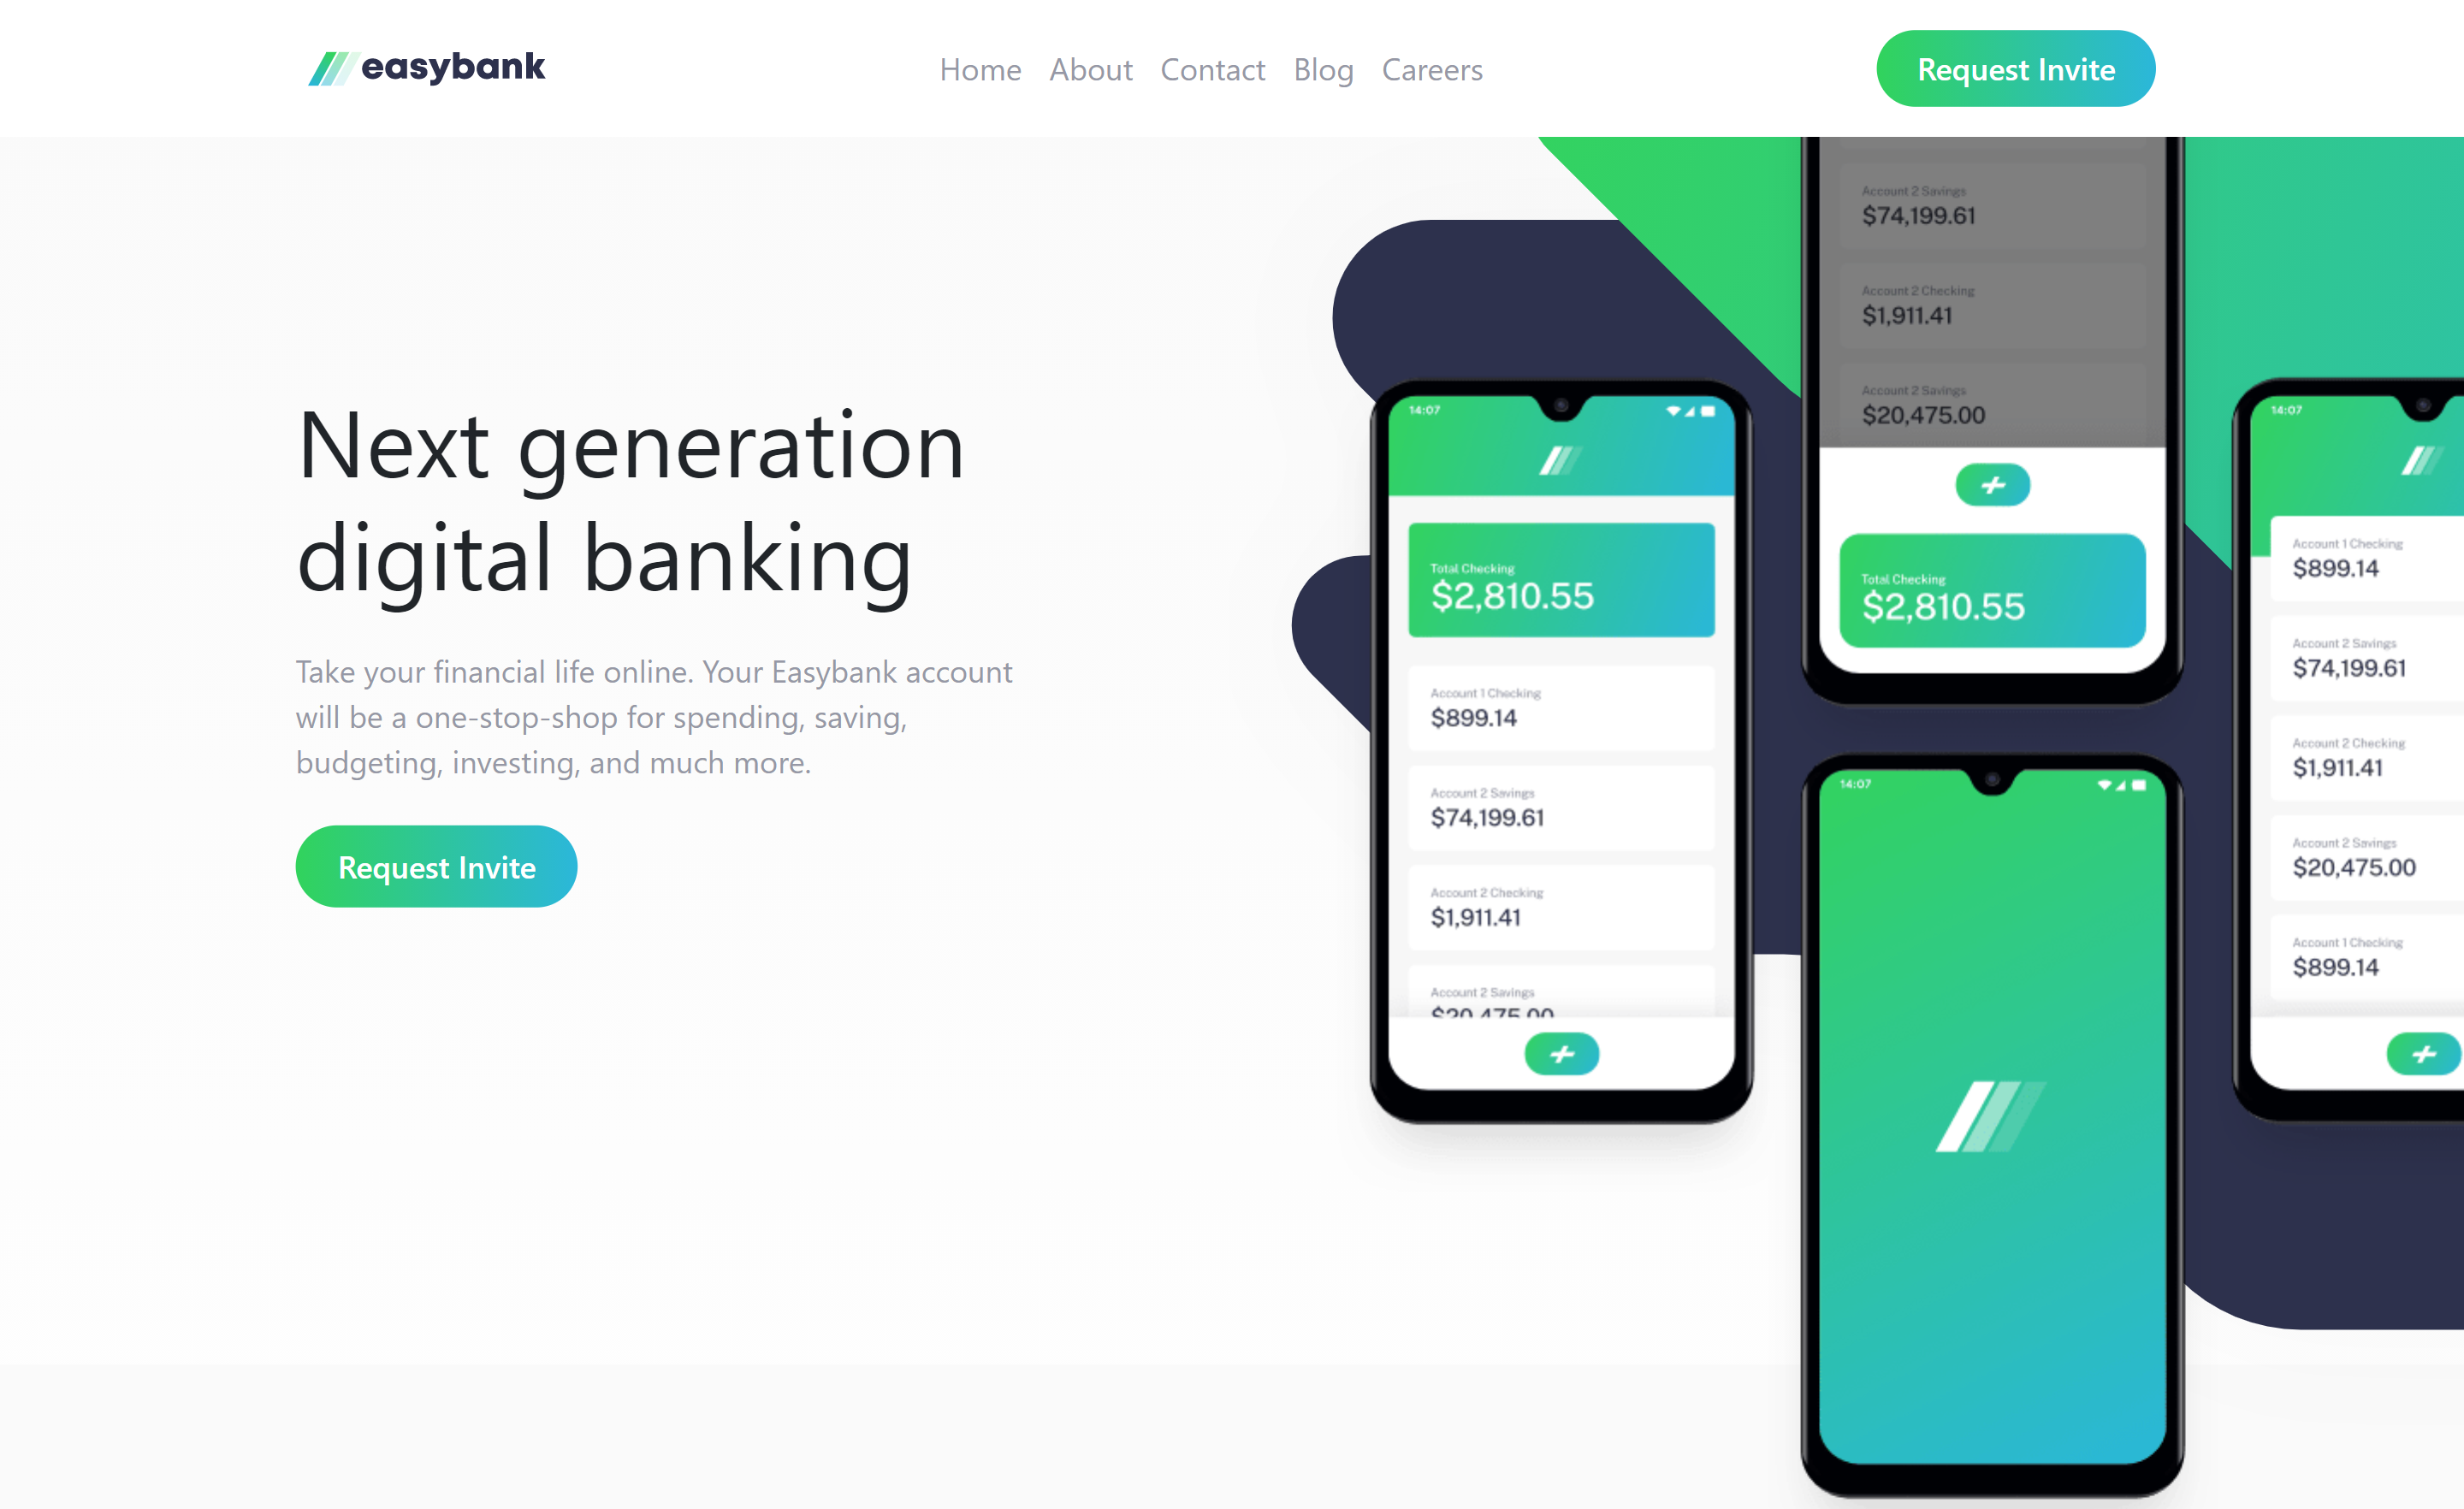 easybank
Home About Contact Blog Careers
Request Invite
Next generation
digital banking
Take your financial life online. Your Easybank account
will be a one-stop-shop for spending, saving,
budgeting, investing, and much more.
Request Invite
14:07
Total Checking
$2,810.55
Account 1 Checking
$899.14
Account 2 Savings
$74,199.61
Account 2 Checking
$1,911.41
Account 2 Savings
$20,475.00
Account 2 Savings
$74,199.61
Account 2 Checking
$1,911.41
Account 2 Savings
$20,475.00
Total Checking
$2,810.55
14:07
14:07
Account 1 Checking
$899.14
Account 2 Savings
$74,199.61
Account 2 Checking
$1,911.41
Account 2 Savings
$20,475.00
Account 1 Checking
$899.14